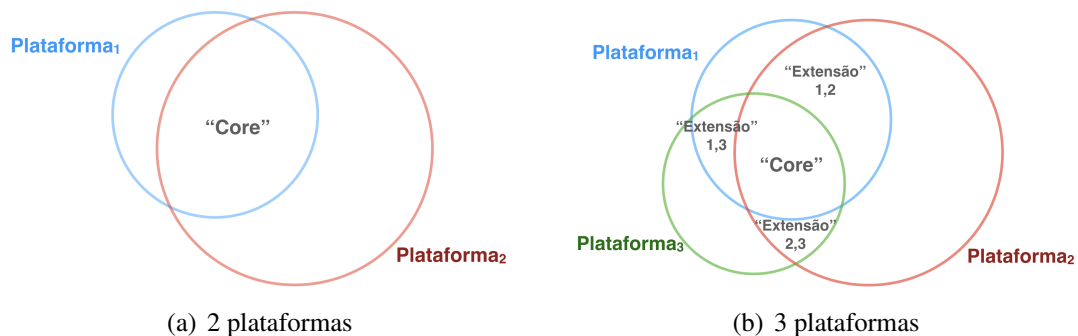 Plataforma₁
“Core”
Plataforma₂
(a) 2 plataformas
Plataforma₁
“Extensão”
1,2
“Extensão”
1,3
“Core”
“Extensão”
2,3
Plataforma₃
Plataforma₂
(b) 3 plataformas